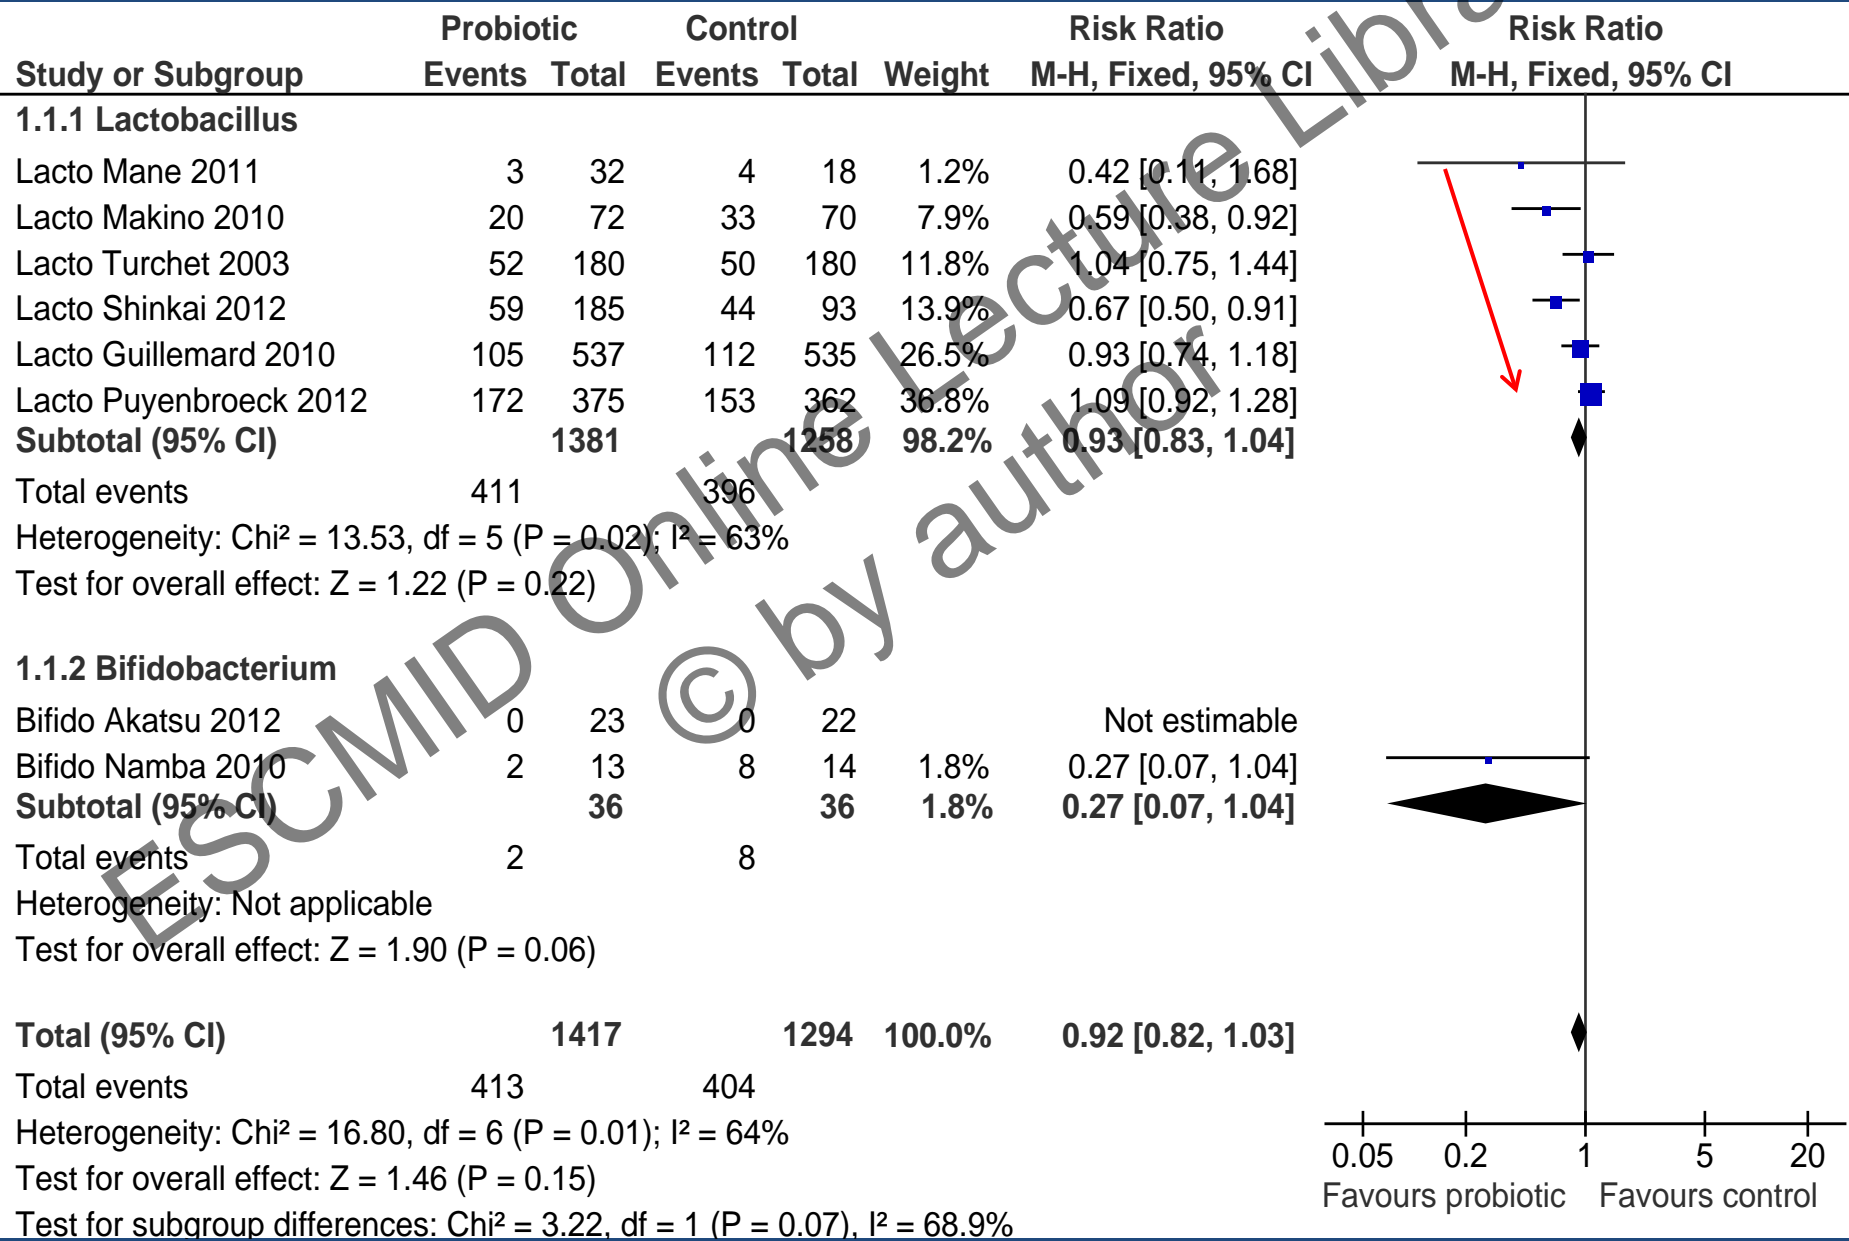 Probiotic Control Risk Ratio Risk Ratio
Study or Subgroup Events Total Events Total Weight M-H, Fixed, 95% CI M-H, Fixed, 95% CI
1.1.1 Lactobacillus
Lacto Mane 2011 3 32 4 18 1.2% 0.42 [0.11, 1.68]
Lacto Makino 2010 20 72 33 70 7.9% 0.59 [0.38, 0.92]
Lacto Turchet 2003 52 180 50 180 11.8% 1.04 [0.75, 1.44]
Lacto Shinkai 2012 59 185 44 93 13.9% 0.67 [0.50, 0.91]
Lacto Guillemard 2010 105 537 112 535 26.5% 0.93 [0.74, 1.18]
Lacto Puyenbroeck 2012 172 375 153 362 36.8% 1.09 [0.92, 1.28]
Subtotal (95% CI) 1381 1258 98.2% 0.93 [0.83, 1.04]
Total events 411 396
Heterogeneity: Chi² = 13.53, df = 5 (P = 0.02); I² = 63%
Test for overall effect: Z = 1.22 (P = 0.22)
1.1.2 Bifidobacterium
Bifido Akatsu 2012 0 23 0 22 Not estimable
Bifido Namba 2010 2 13 8 14 1.8% 0.27 [0.07, 1.04]
Subtotal (95% CI) 36 36 1.8% 0.27 [0.07, 1.04]
Total events 2 8
Heterogeneity: Not applicable
Test for overall effect: Z = 1.90 (P = 0.06)
Total (95% CI) 1417 1294 100.0% 0.92 [0.82, 1.03]
Total events 413 404
Heterogeneity: Chi² = 16.80, df = 6 (P = 0.01); I² = 64%
Test for overall effect: Z = 1.46 (P = 0.15)
Test for subgroup differences: Chi² = 3.22, df = 1 (P = 0.07), I² = 68.9%
0.05 0.2 1 5 20
Favours probiotic Favours control
ESCMID Online Lecture Libra
© by author